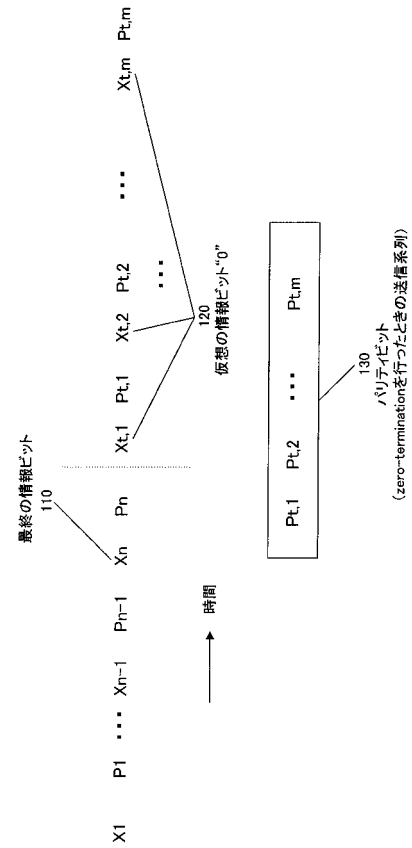 最終の情報ビット
110
X1 P1 ・・・ Xn-1 Pn-1 Xn Pn Xt,1 Pt,1 Xt,2 Pt,2 ・・・ Xt,m Pt,m
・・・
120
仮想の情報ビット“0”
時間
Pt,1 Pt,2 ・・・ Pt,m
130
パリティビット
(zero-terminationを行ったときの送信系列)